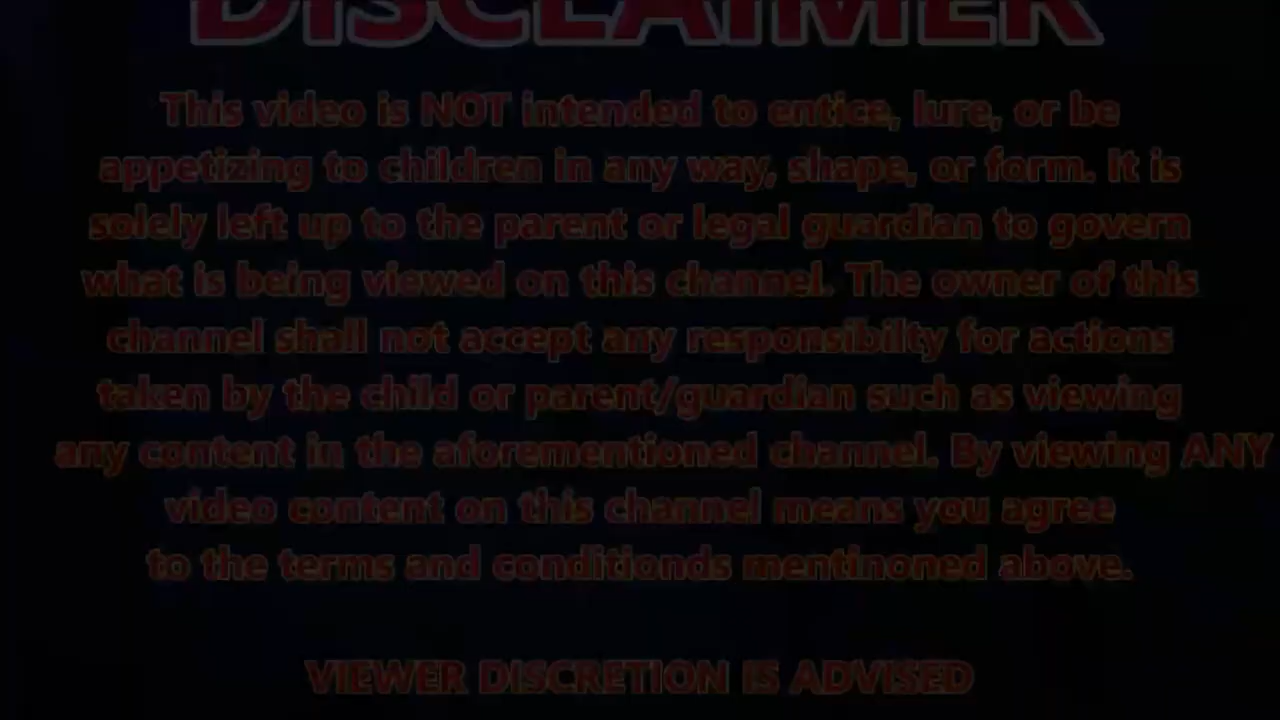 DISCLAIMER
This video is NOT intended to entice, lure, or be
appetizing to children in any way, shape, or form. It is
solely left up to the parent or legal guardian to govern
what is being viewed on this channel. The owner of this
channel shall not accept any responsibilty for actions
taken by the child or parent/guardian such as viewing
any content in the aforementioned channel. By viewing ANY
video content on this channel means you agree
to the terms and conditionds mentinoned above.
VIEWER DISCRETION IS ADVISED